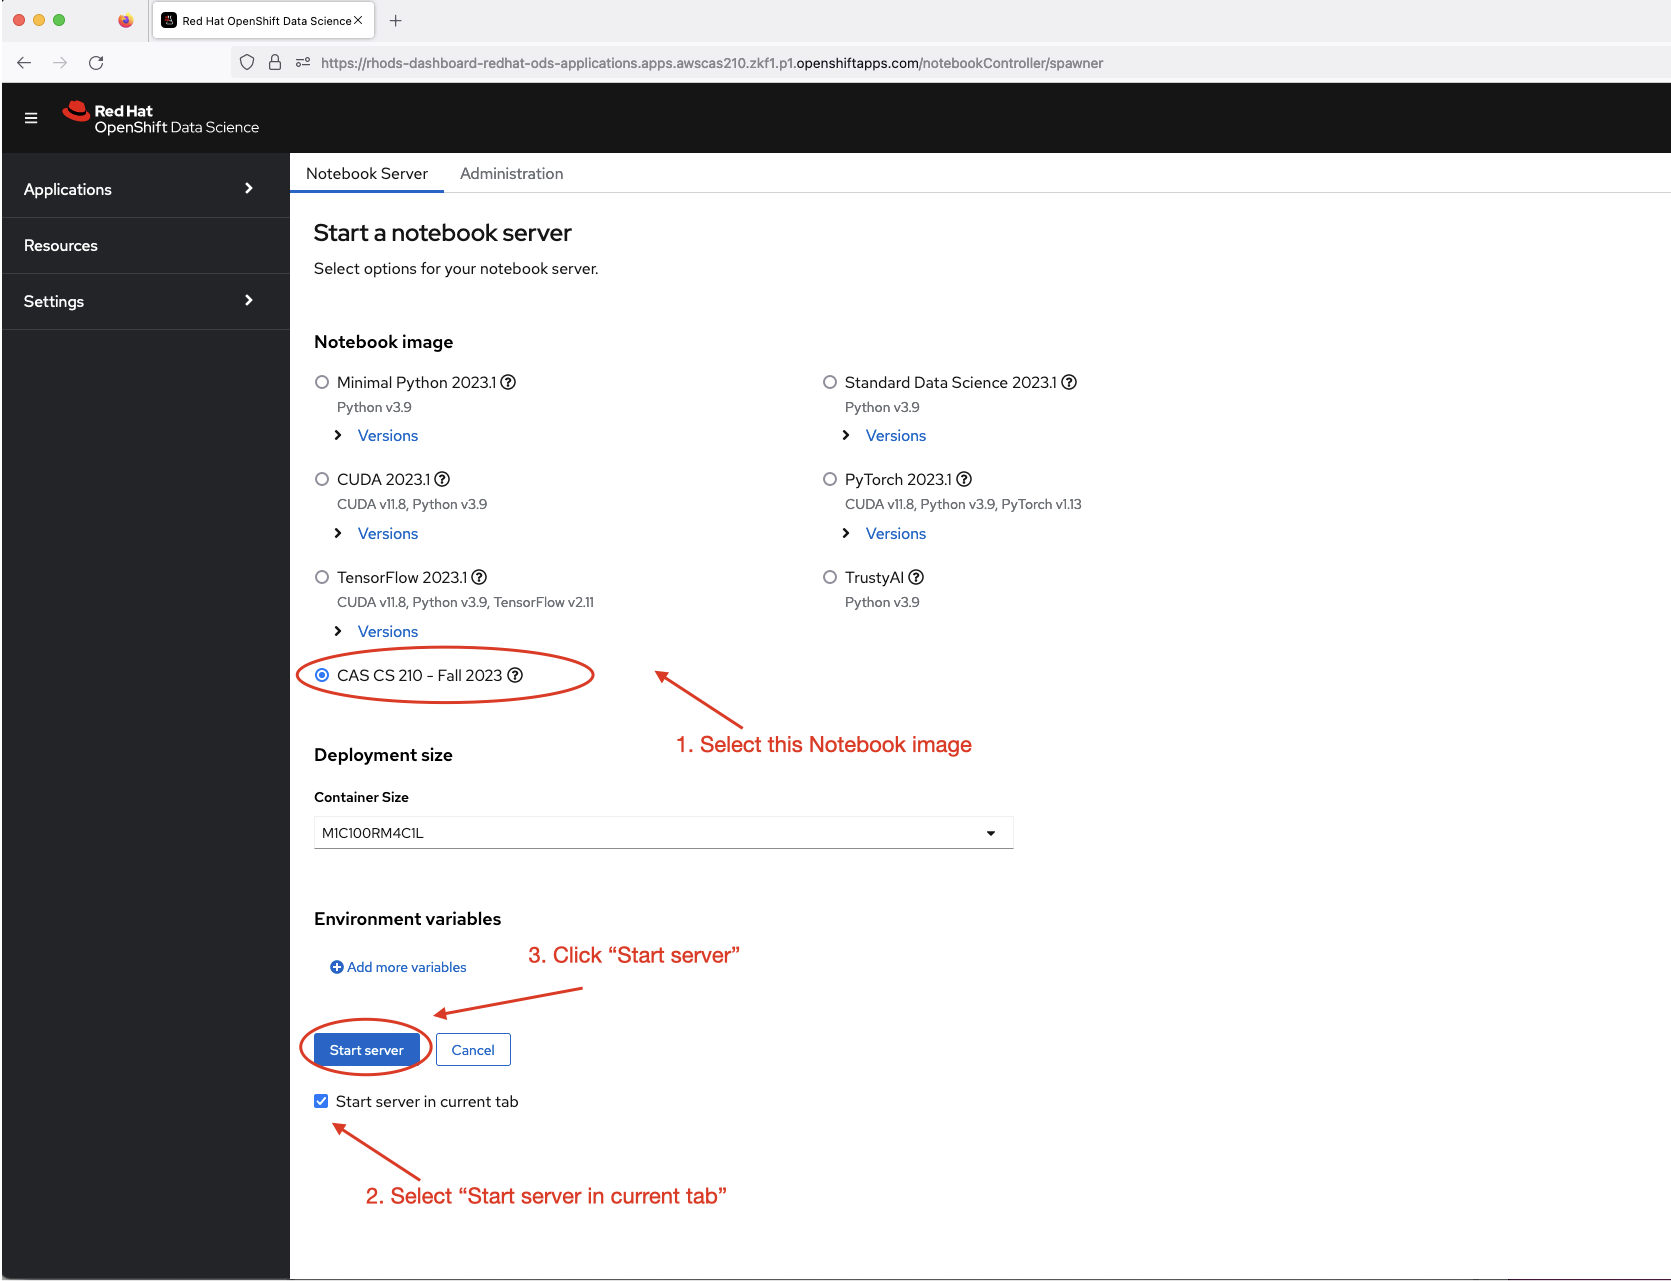 Red Hat OpenShift Data Science
https://rhods-dashboard-redhat-ods-applications.apps.awscas210.zkf1.p1.openshiftapps.com/notebookController/spawner
Red Hat
OpenShift Data Science
Applications
Resources
Settings
Notebook Server
Administration
Start a notebook server
Select options for your notebook server.
Notebook image
Minimal Python 2023.1
Python v3.9
Versions
Standard Data Science 2023.1
Python v3.9
Versions
CUDA 2023.1
CUDA v11.8, Python v3.9
Versions
PyTorch 2023.1
CUDA v11.8, Python v3.9, PyTorch v1.13
Versions
TensorFlow 2023.1
CUDA v11.8, Python v3.9, TensorFlow v2.11
Versions
TrustyAI
Python v3.9
CAS CS 210 - Fall 2023
1. Select this Notebook image
Deployment size
Container Size
M1C100RM4C1L
Environment variables
Add more variables
3. Click “Start server”
Start server
Cancel
Start server in current tab
2. Select “Start server in current tab”